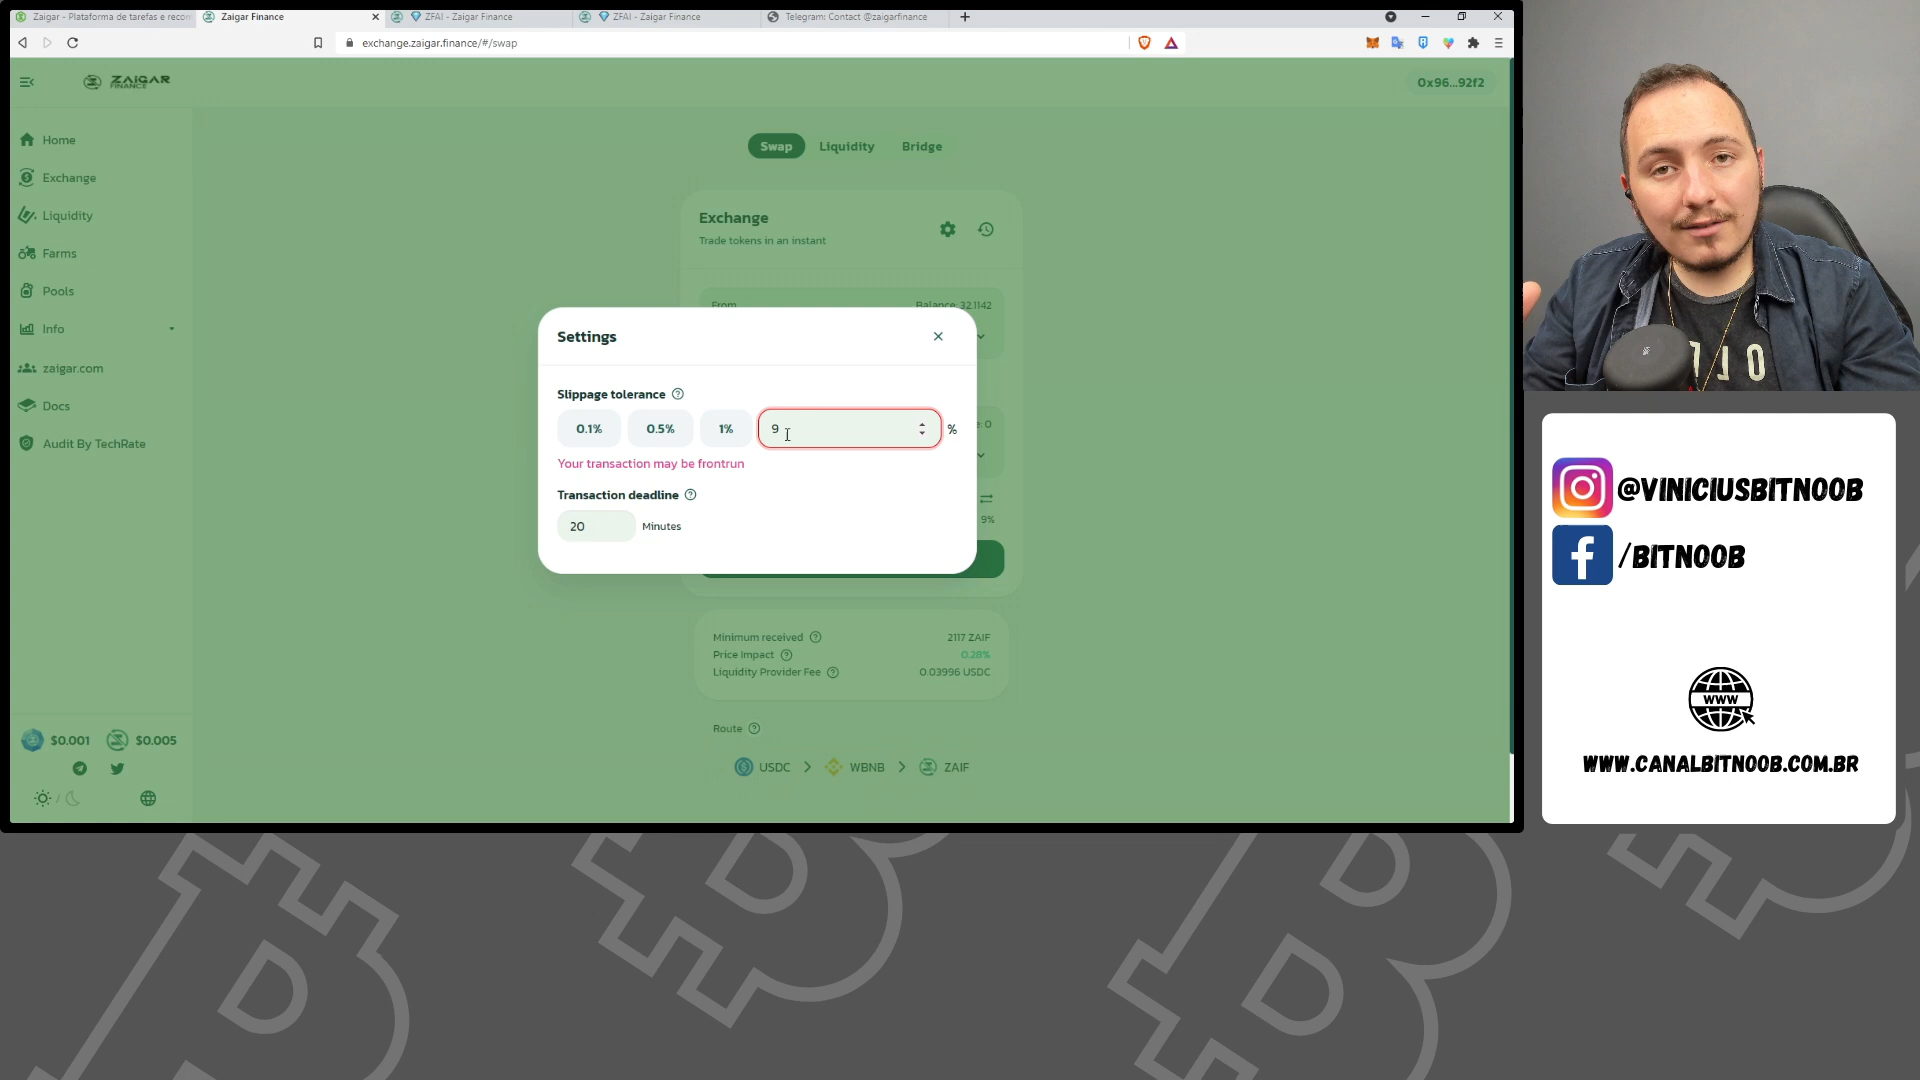 Zaigar - Plataforma de tarefas e recom
Zaigar Finance
ZFAI - Zaigar Finance
ZFAI - Zaigar Finance
Telegram: Contact @zaigarfinance
exchange.zaigar.finance/#/swap
ZAIGAR
FINANCE
0x96...92f2
Home
Exchange
Liquidity
Farms
Pools
Info
zaigar.com
Docs
Audit By TechRate
$0.001
$0.005
/
Swap
Liquidity
Bridge
Exchange
Trade tokens in an instant
From
Balance: 32.1142
Settings
Slippage tolerance
0.1%
0.5%
1%
9
%
Your transaction may be frontrun
Transaction deadline
20
Minutes
: 0
9%
Minimum received
2117 ZAIF
Price Impact
0.28%
Liquidity Provider Fee
0.03996 USDC
Route
USDC > WBNB > ZAIF
@VINICIUSBITNOOB
/BITNOOB
WWW
WWW.CANALBITNOOB.COM.BR